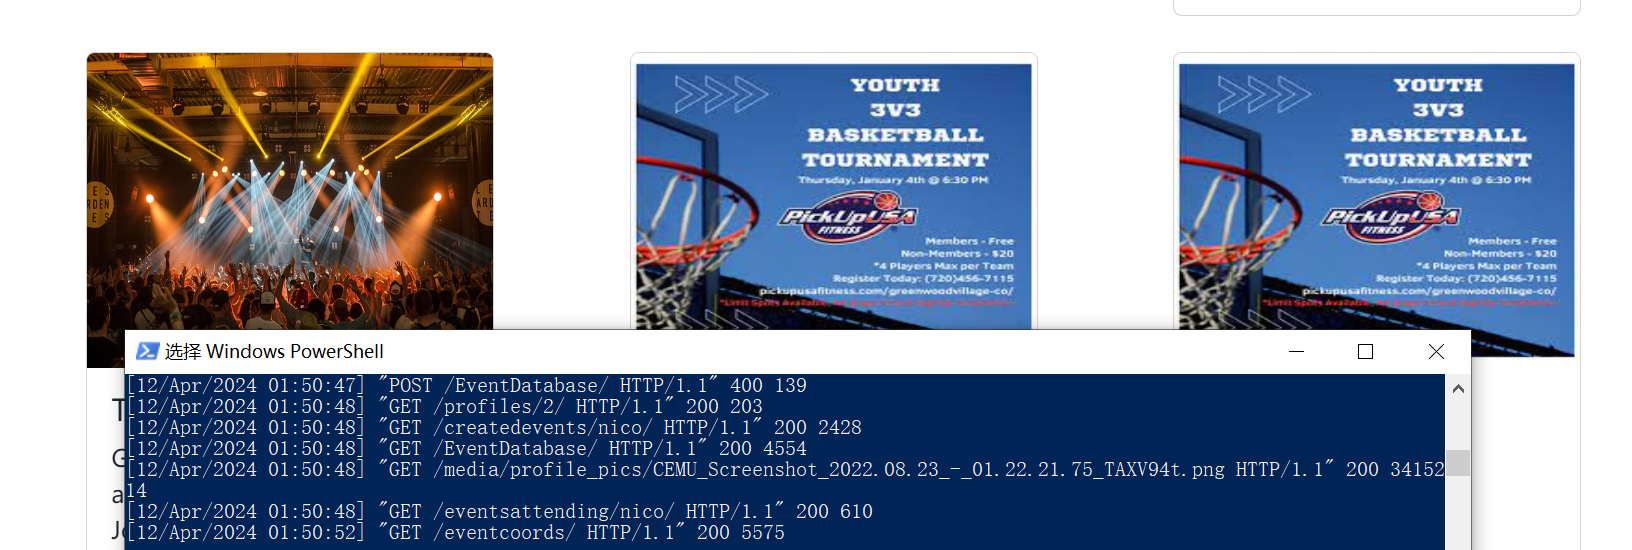 YOUTH
3V3
BASKETBALL
TOURNAMENT
Thursday, January 4th @ 6:30 PM
PickUpUSA
FITNESS
Members - Free
Non-Members - $20
*4 Players Max per Team
Register Today: (720)456-7115
pickupusafitness.com/greenwoodvillage-co/
*Limit Spots Available,
YOUTH
3V3
BASKETBALL
TOURNAMENT
Thursday, January 4th @ 6:30 PM
PickUpUSA
FITNESS
Members - Free
Non-Members - $20
*4 Players Max per Team
Register Today: (720)456-7115
pickupusafitness.com/greenwoodvillage-co/
*Limit Spots Available,
选择 Windows PowerShell
[12/Apr/2024 01:50:47] "POST /EventDatabase/ HTTP/1.1" 400 139
[12/Apr/2024 01:50:48] "GET /profiles/2/ HTTP/1.1" 200 203
[12/Apr/2024 01:50:48] "GET /createdevents/nico/ HTTP/1.1" 200 2428
[12/Apr/2024 01:50:48] "GET /EventDatabase/ HTTP/1.1" 200 4554
[12/Apr/2024 01:50:48] "GET /media/profile_pics/CEMU_Screenshot_2022.08.23_-_01.22.21.75_TAXV94t.png HTTP/1.1" 200 34152
14
[12/Apr/2024 01:50:48] "GET /eventsattending/nico/ HTTP/1.1" 200 610
[12/Apr/2024 01:50:52] "GET /eventcoords/ HTTP/1.1" 200 5575